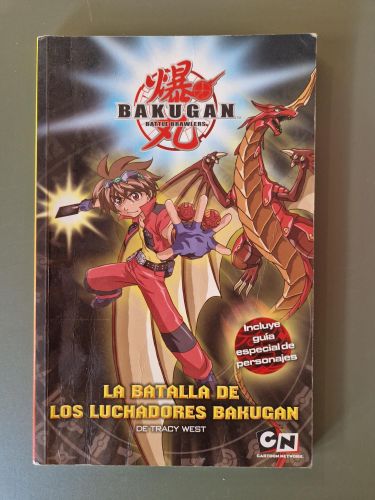 爆
BAKUGAN
BATTLE BRAWLERS
丸
Incluye
guía
especial de
personajes
LA BATALLA DE
LOS LUCHADORES BAKUGAN
DE TRACY WEST
CN
CARTOON NETWORK